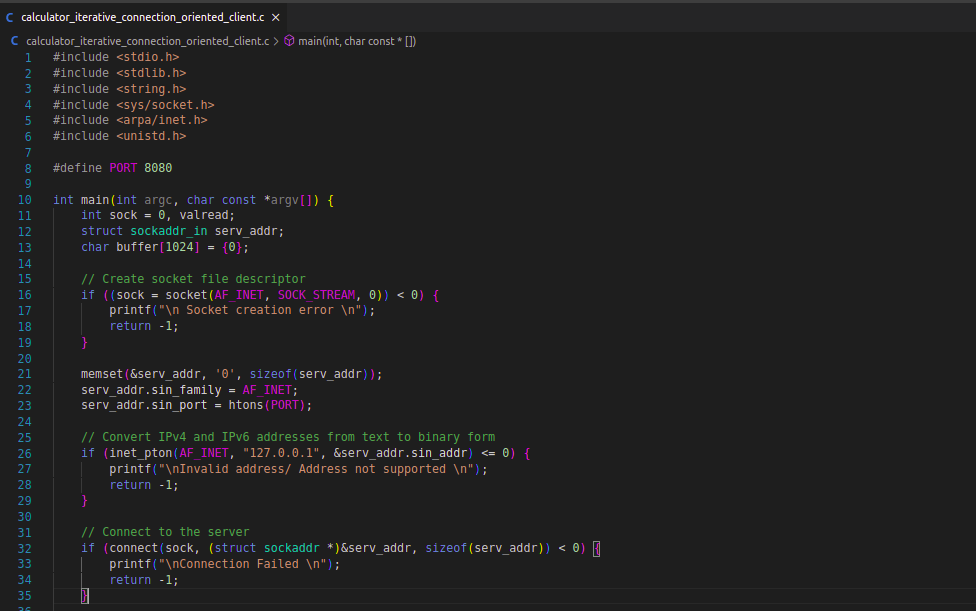 C calculator_iterative_connection_oriented_client.c ×
C calculator_iterative_connection_oriented_client.c > main(int, char const * [])
1 #include <stdio.h>
2 #include <stdlib.h>
3 #include <string.h>
4 #include <sys/socket.h>
5 #include <arpa/inet.h>
6 #include <unistd.h>
7
8 #define PORT 8080
9
10 int main(int argc, char const *argv[]) {
11     int sock = 0, valread;
12     struct sockaddr_in serv_addr;
13     char buffer[1024] = {0};
14
15     // Create socket file descriptor
16     if ((sock = socket(AF_INET, SOCK_STREAM, 0)) < 0) {
17         printf("\n Socket creation error \n");
18         return -1;
19     }
20
21     memset(&serv_addr, '0', sizeof(serv_addr));
22     serv_addr.sin_family = AF_INET;
23     serv_addr.sin_port = htons(PORT);
24
25     // Convert IPv4 and IPv6 addresses from text to binary form
26     if (inet_pton(AF_INET, "127.0.0.1", &serv_addr.sin_addr) <= 0) {
27         printf("\nInvalid address/ Address not supported \n");
28         return -1;
29     }
30
31     // Connect to the server
32     if (connect(sock, (struct sockaddr *)&serv_addr, sizeof(serv_addr)) < 0) {
33         printf("\nConnection Failed \n");
34         return -1;
35     }
36